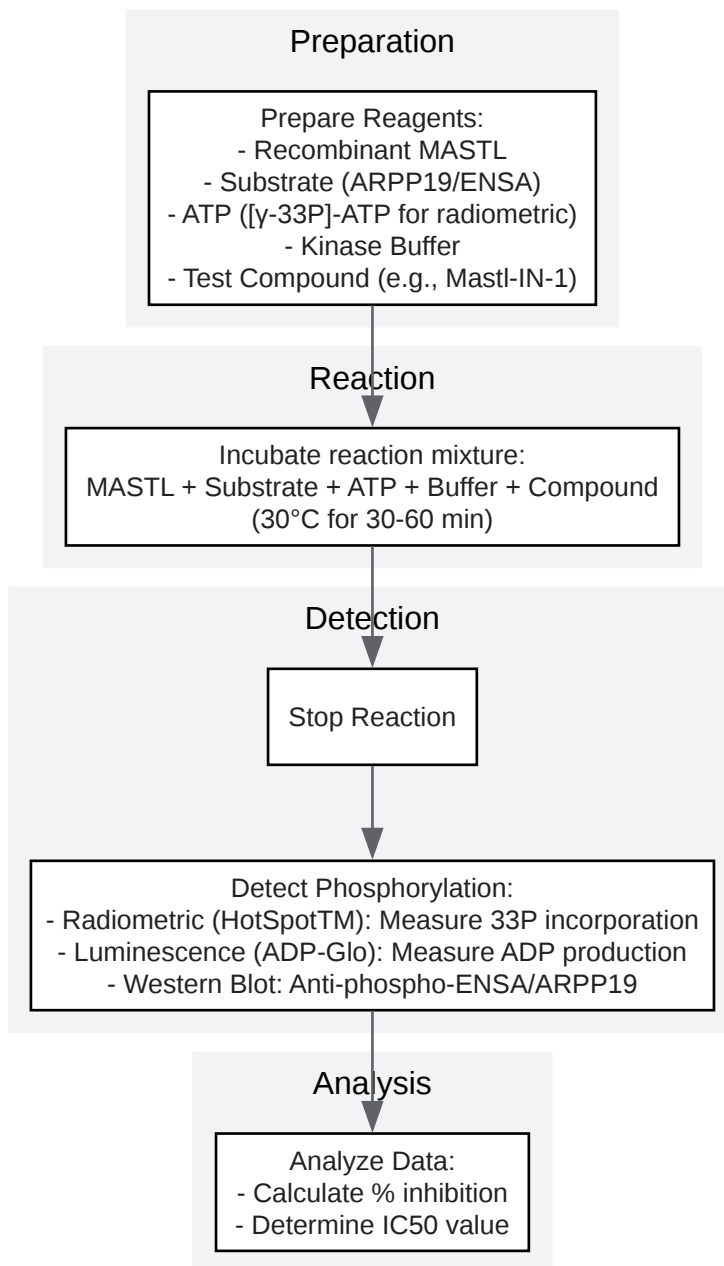 Preparation
Prepare Reagents:
- Recombinant MASTL
- Substrate (ARPP19/ENSA)
- ATP ([γ-33P]-ATP for radiometric)
- Kinase Buffer
- Test Compound (e.g., Mastl-IN-1)
Reaction
Incubate reaction mixture:
MASTL + Substrate + ATP + Buffer + Compound
(30°C for 30-60 min)
Detection
Stop Reaction
Detect Phosphorylation:
- Radiometric (HotSpotTM): Measure 33P incorporation
- Luminescence (ADP-Glo): Measure ADP production
- Western Blot: Anti-phospho-ENSA/ARPP19
Analysis
Analyze Data:
- Calculate % inhibition
- Determine IC50 value